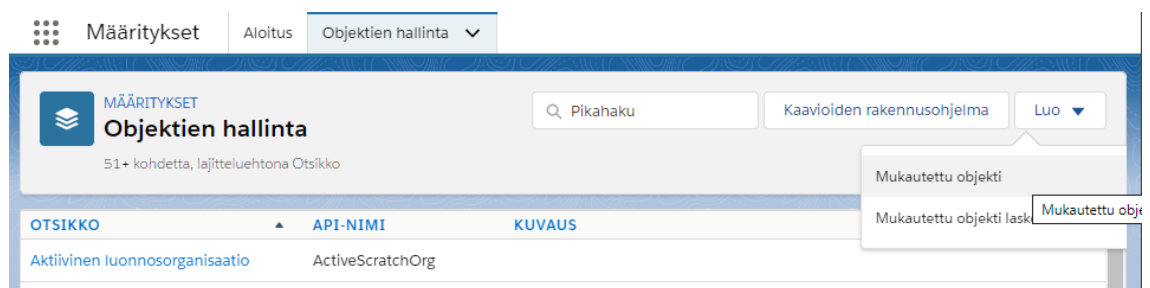 Määritykset Aloitus Objektien hallinta
MÄÄRITYKSET
Objektien hallinta
Pikahaku Kaavioiden rakennusohjelma Luo
51+ kohdetta, lajitteluehtona Otsikko
Mukautettu objekti
Mukautettu objekti
Mukautettu
OTSIKKO API-NIMI KUVAUS
Aktiivinen luonnosorganisaatio ActiveScratchOrg